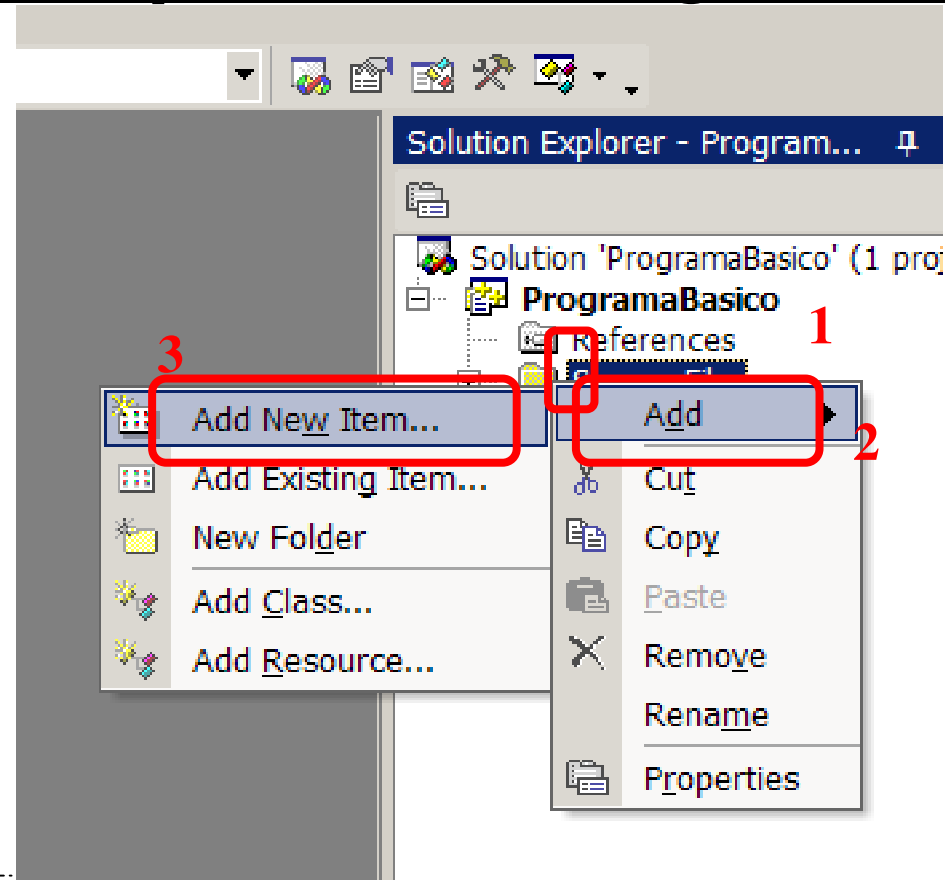 Solution Explorer - Program...
Solution 'ProgramaBasico' (1 proj
ProgramaBasico
References
1
3
Add New Item...
Add Existing Item...
New Folder
Add Class...
Add Resource...
Add
2
Cut
Copy
Paste
Remove
Rename
Properties